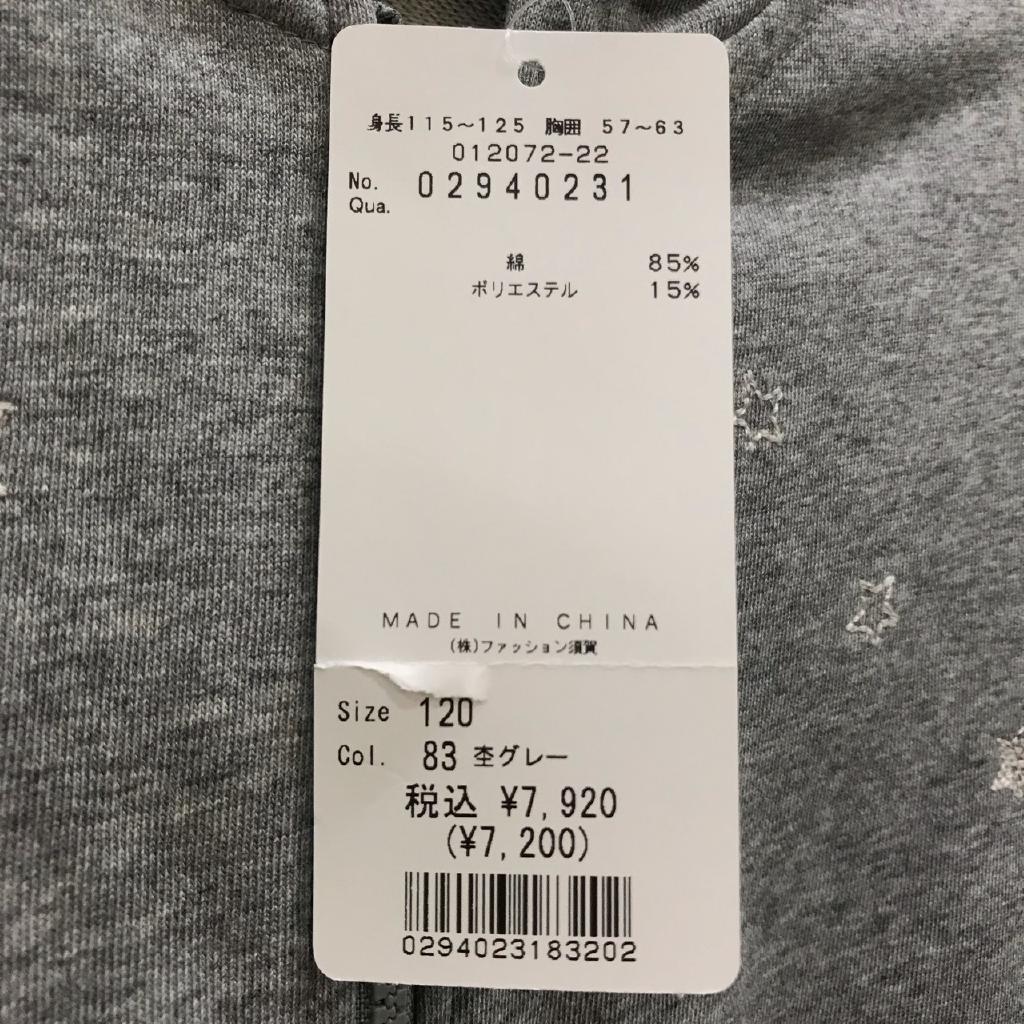 身長115～125 胸囲 57～63
012072-22
No. 02940231
Qua.
綿 85%
ポリエステル 15%
MADE IN CHINA
(株)ファッション須賀
Size 120
Col. 83 杢グレー
税込 ¥7,920
(¥7,200)
0294023183202